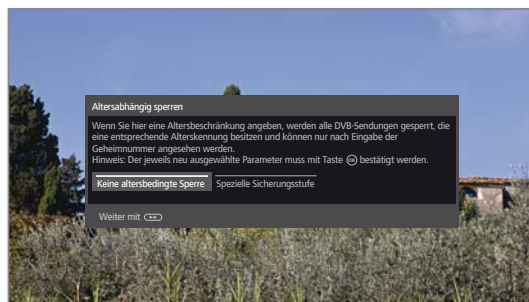 Altersabhängig sperren
Wenn Sie hier eine Altersbeschränkung angeben, werden alle DVB-Sendungen gesperrt, die
eine entsprechende Alterskennung besitzen und können nur nach Eingabe der
Geheimnummer angesehen werden.
Hinweis: Der jeweils neu ausgewählte Parameter muss mit Taste OK bestätigt werden.
Keine altersbedingte Sperre Spezielle Sicherungsstufe
Weiter mit